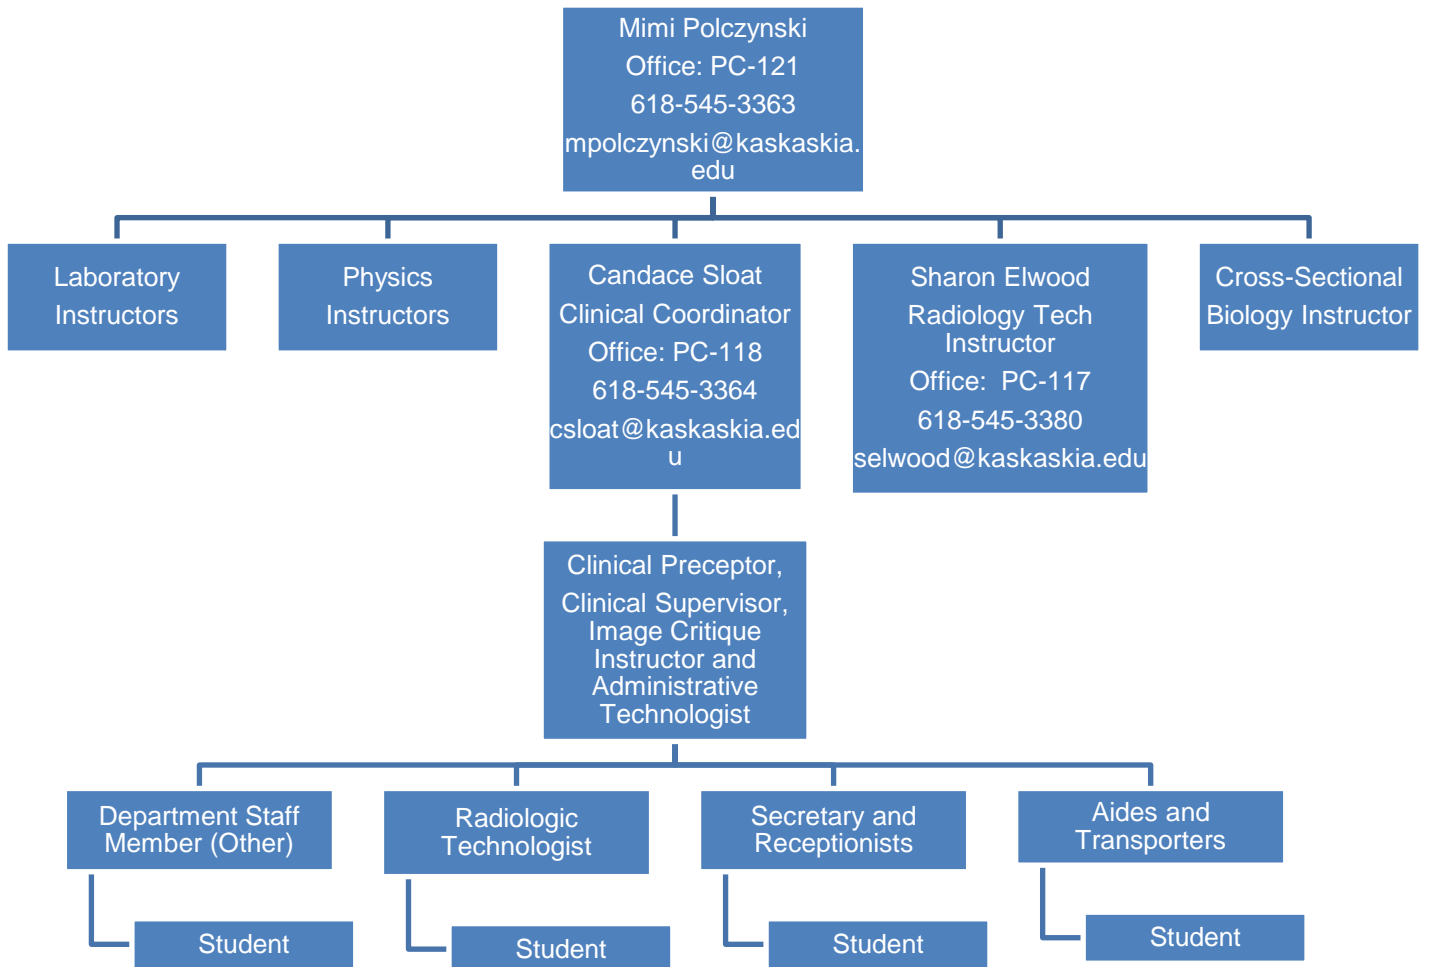 Mimi Polczynski
Office: PC-121
618-545-3363
mpolczynski@kaskaskia.
edu
Laboratory
Instructors
Physics
Instructors
Candace Sloat
Clinical Coordinator
Office: PC-118
618-545-3364
csloat@kaskaskia.ed
u
Sharon Elwood
Radiology Tech
Instructor
Office: PC-117
618-545-3380
selwood@kaskaskia.edu
Cross-Sectional
Biology Instructor
Clinical Preceptor,
Clinical Supervisor,
Image Critique
Instructor and
Administrative
Technologist
Department Staff
Member (Other)
Radiologic
Technologist
Secretary and
Receptionists
Aides and
Transporters
Student
Student
Student
Student